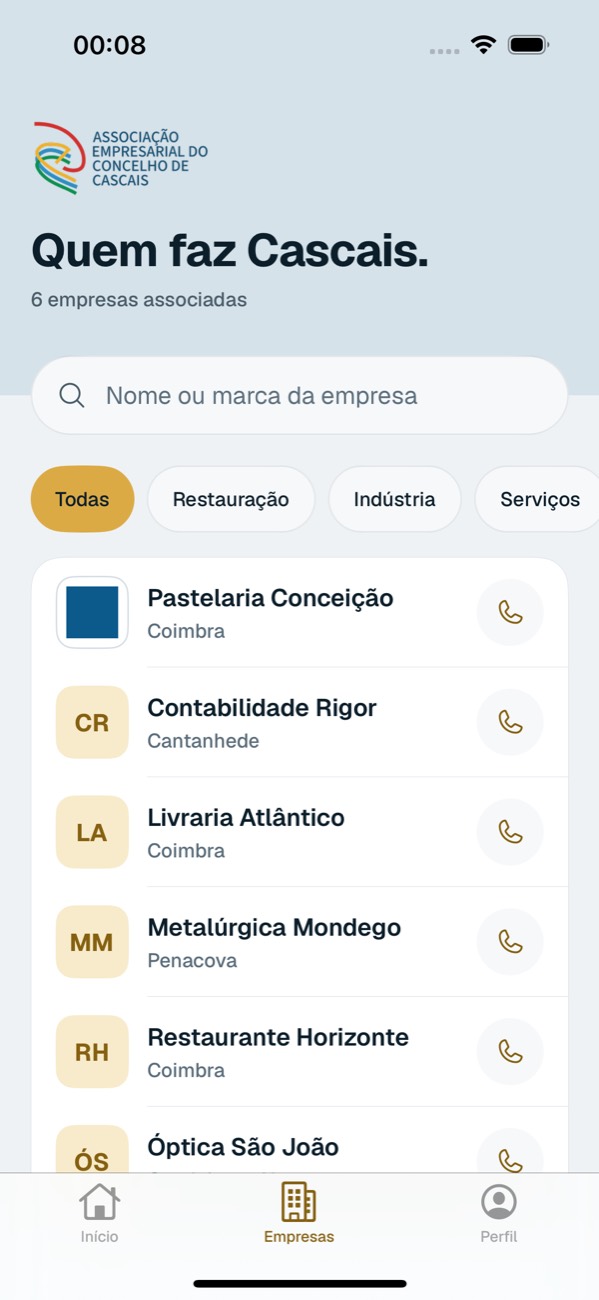 00:08
ASSOCIAÇÃO
EMPRESARIAL DO
CONCELHO DE
CASCAIS
Quem faz Cascais.
6 empresas associadas
Nome ou marca da empresa
Todas
Restauração
Indústria
Serviços
Pastelaria Conceição
Coimbra
CR
Contabilidade Rigor
Cantanhede
LA
Livraria Atlântico
Coimbra
MM
Metalúrgica Mondego
Penacova
RH
Restaurante Horizonte
Coimbra
ÓS
Óptica São João
Início
Empresas
Perfil